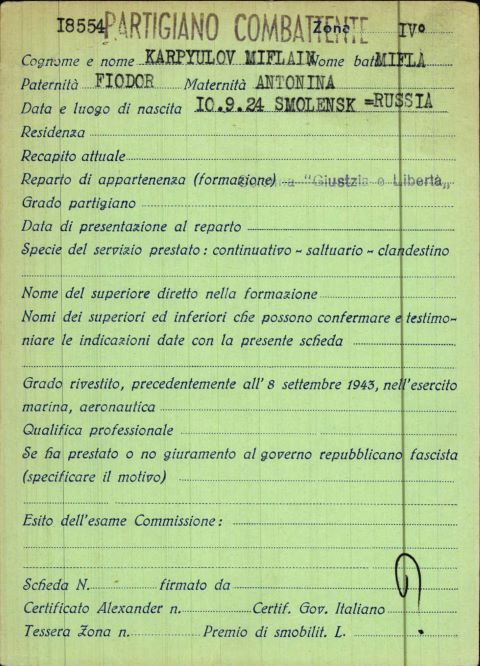 I8554 PARTIGIANO COMBATTENTE Zona IVº
Cognome e nome KARPYULOV MIFLAIN Nome bat. MIFLA
Paternità FIODOR Maternità ANTONINA
Data e luogo di nascita IO.9.24 SMOLENSK =RUSSIA
Residenza
Recapito attuale
Reparto di appartenenza (formazione) "Giustzia e Libertà„
Grado partigiano
Data di presentazione al reparto
Specie del servizio prestato: continuativo - saltuario - clandestino
Nome del superiore diretto nella formazione
Nomi dei superiori ed inferiori che possono confermare e testimo-
niare le indicazioni date con la presente scheda
Grado rivestito, precedentemente all' 8 settembre 1943, nell'esercito
marina, aeronautica
Qualifica professionale
Se ha prestato o no giuramento al governo repubblicano fascista
(specificare il motivo)
Esito dell'esame Commissione:
Scheda N. firmato da
Certificato Alexander n. Certif. Gov. Italiano
Tessera Zona n. Premio di smobilit. L.